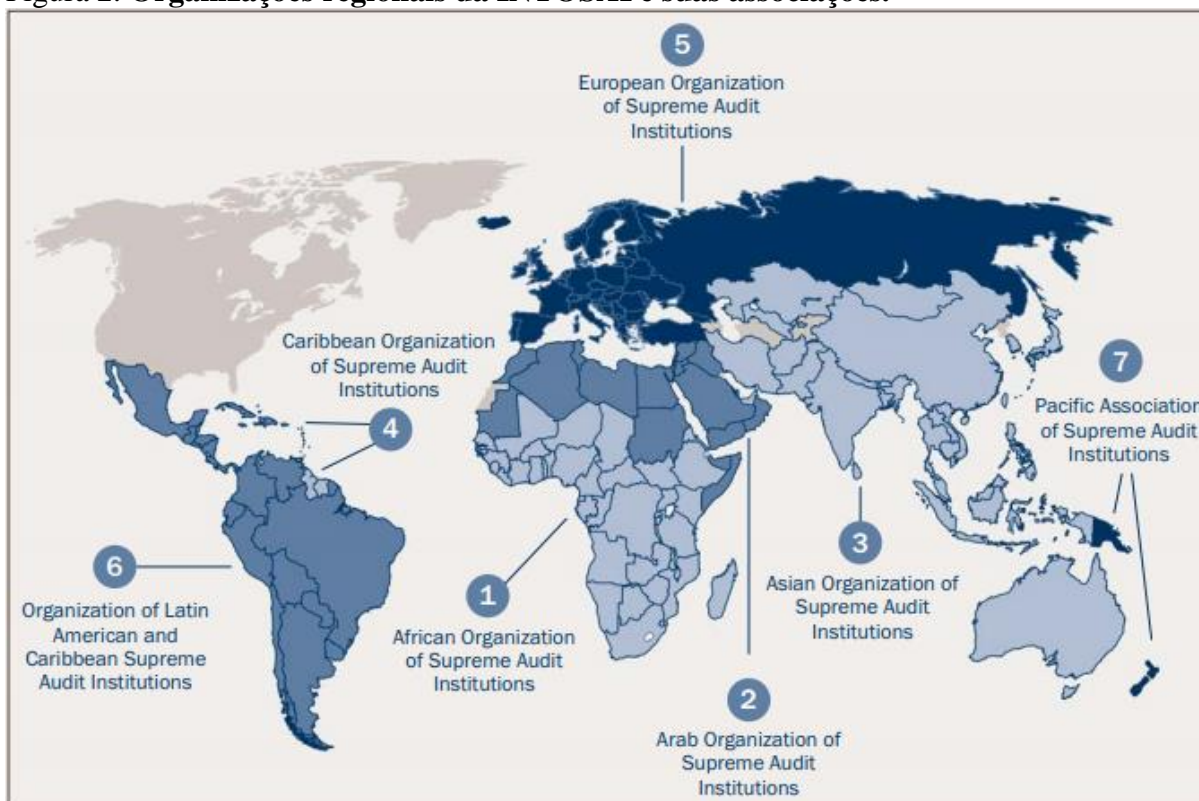 Figura 2: Organizações regionais da INTOSAI e suas associações.
5
European Organization
of Supreme Audit
Institutions
Caribbean Organization
of Supreme Audit
Institutions
4
7
Pacific Association
of Supreme Audit
Institutions
6
Organization of Latin
American and
Caribbean Supreme
Audit Institutions
1
African Organization
of Supreme Audit
Institutions
3
Asian Organization of
Supreme Audit
Institutions
2
Arab Organization of
Supreme Audit
Institutions